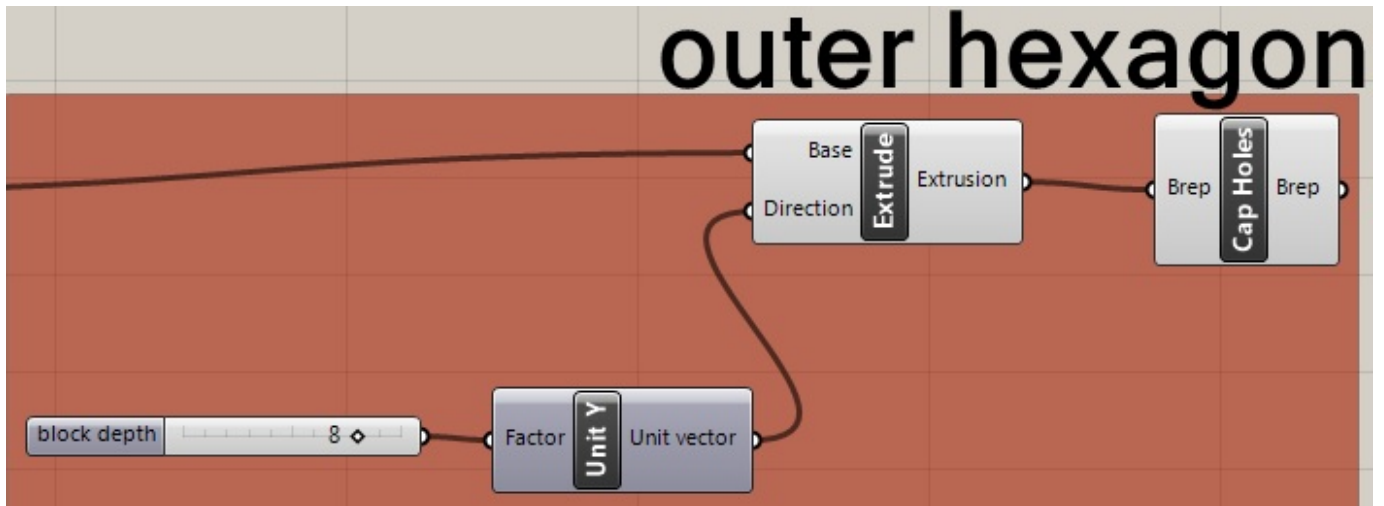 outer hexagon
Base
Direction
Extrude
Extrusion
Brep
Cap Holes
Brep
block depth
8
Factor
Unit Y
Unit vector